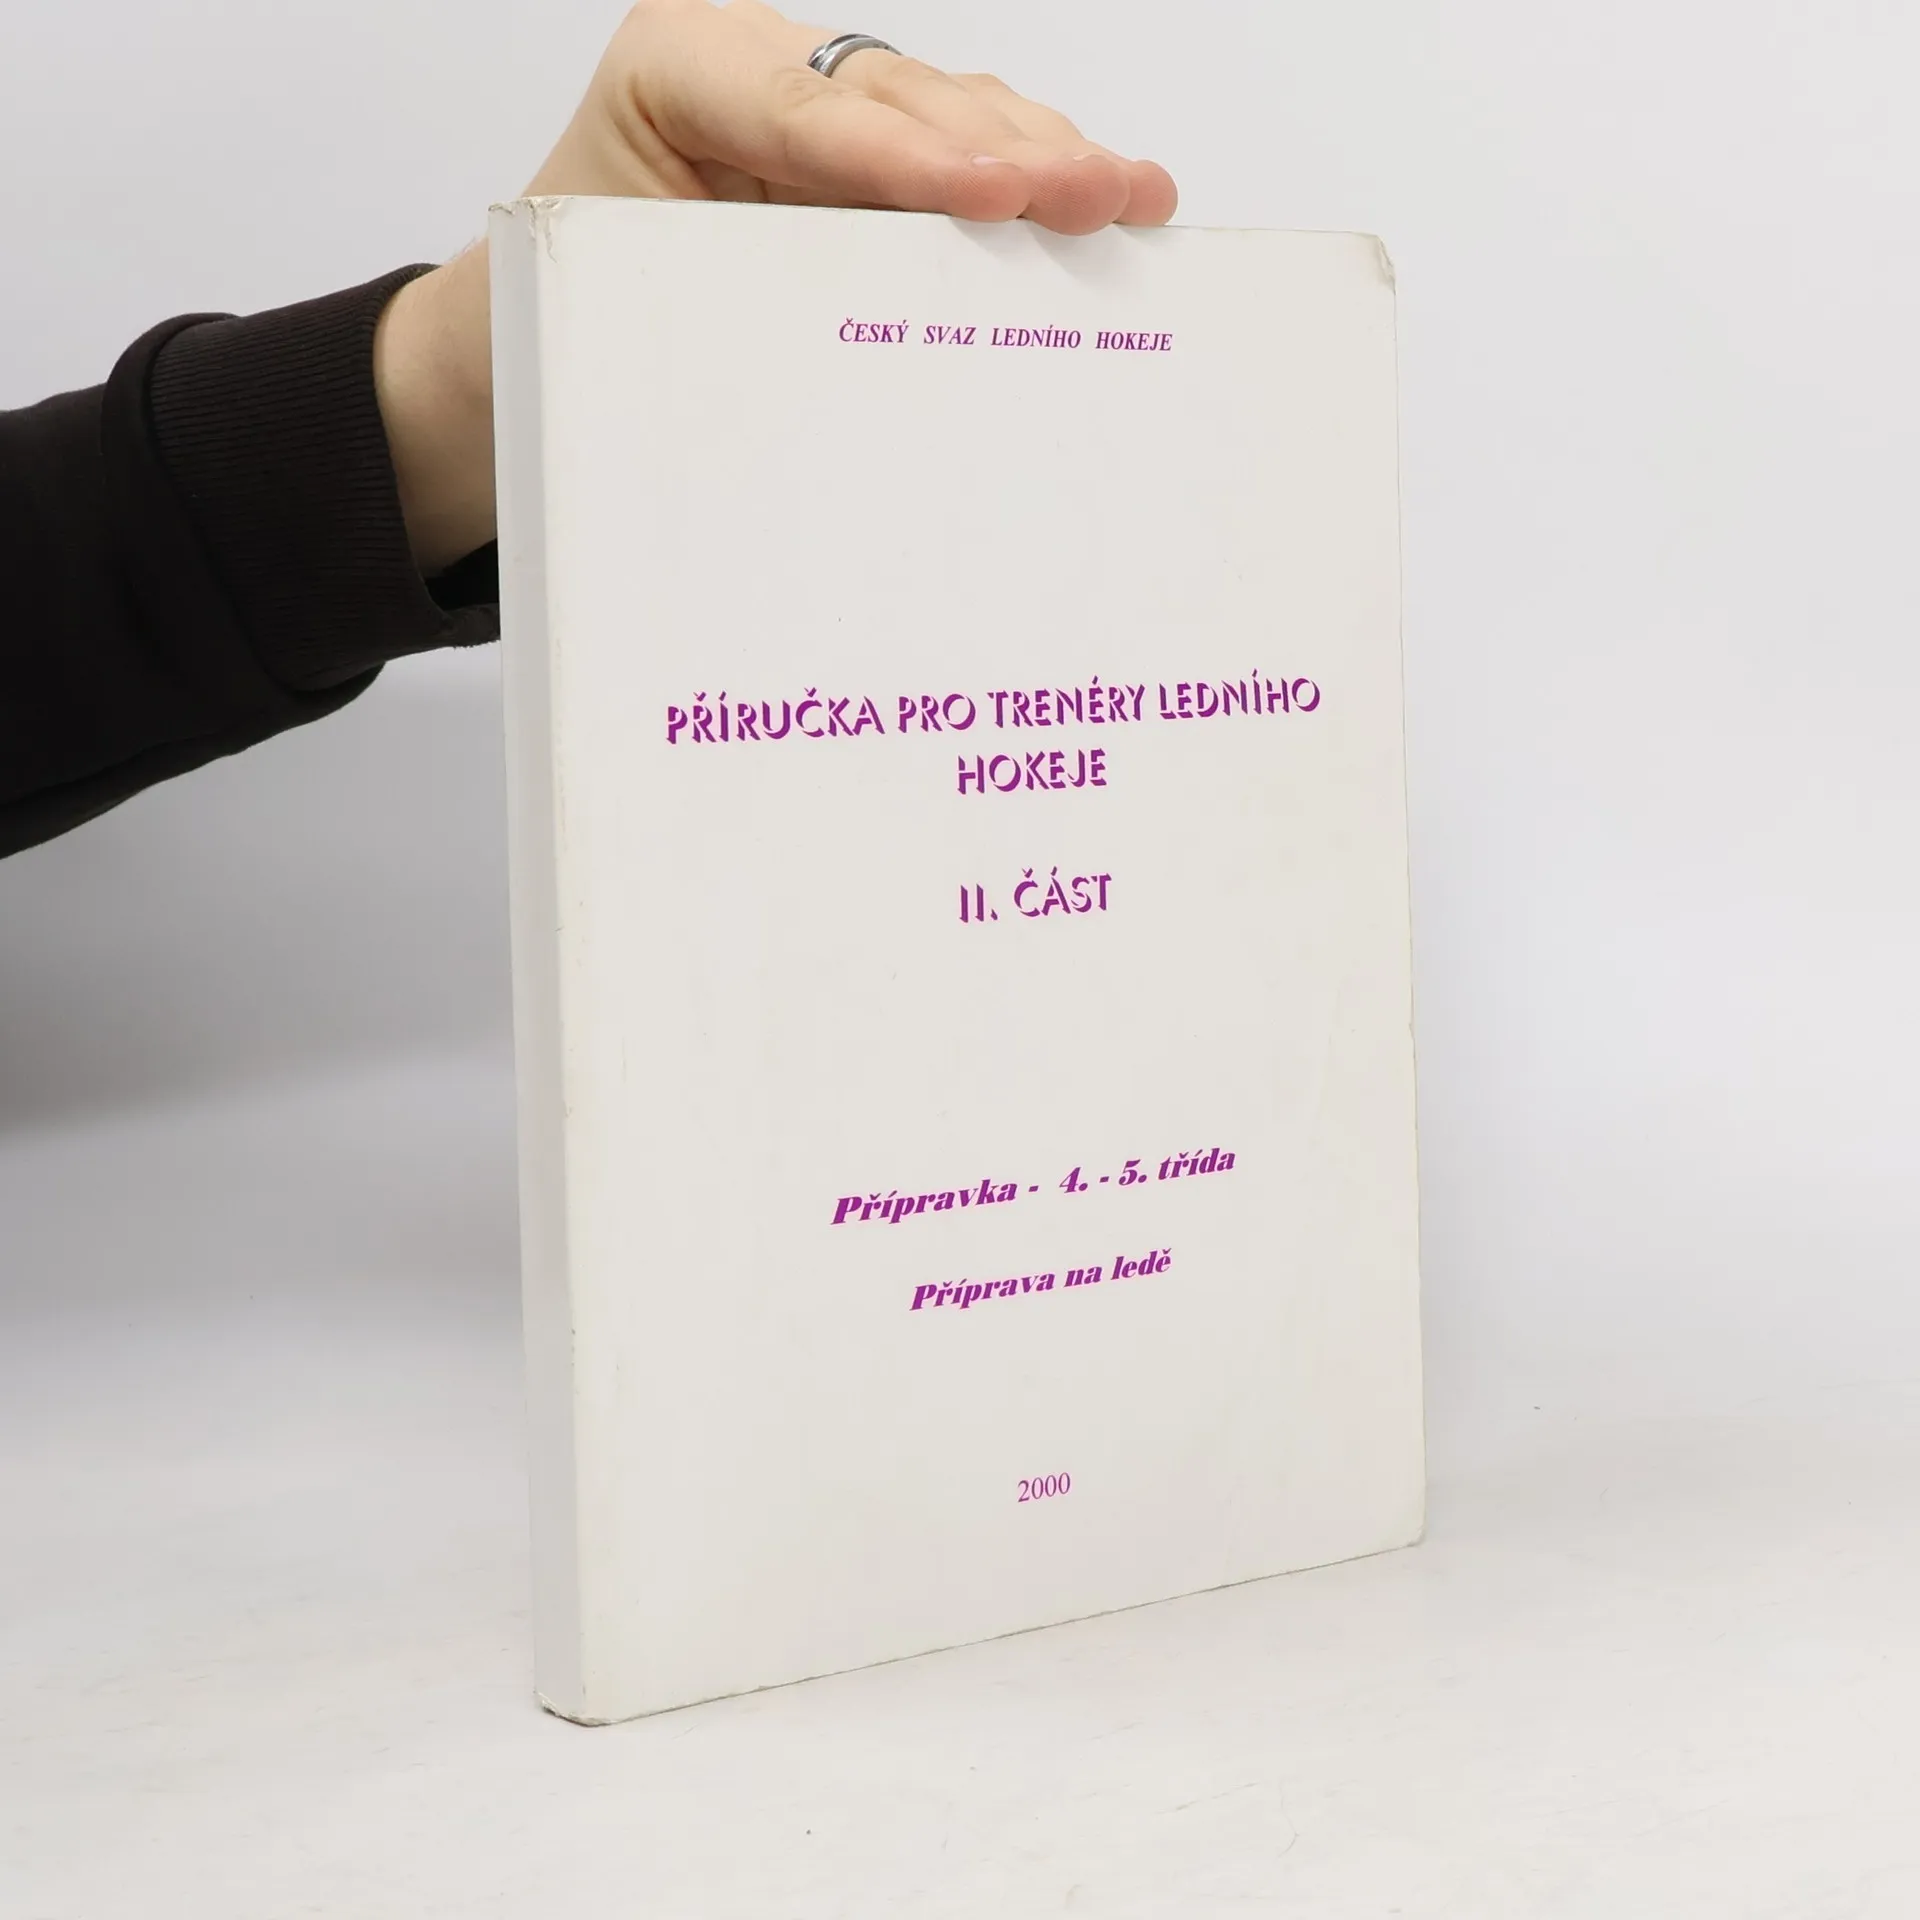 ČESKÝ SVAZ LEDNÍHO HOKEJE
PŘÍRUČKA PRO TRENÉRY LEDNÍHO
HOKEJE
II. ČÁST
Přípravka - 4. - 5. třída
Příprava na ledě
2000